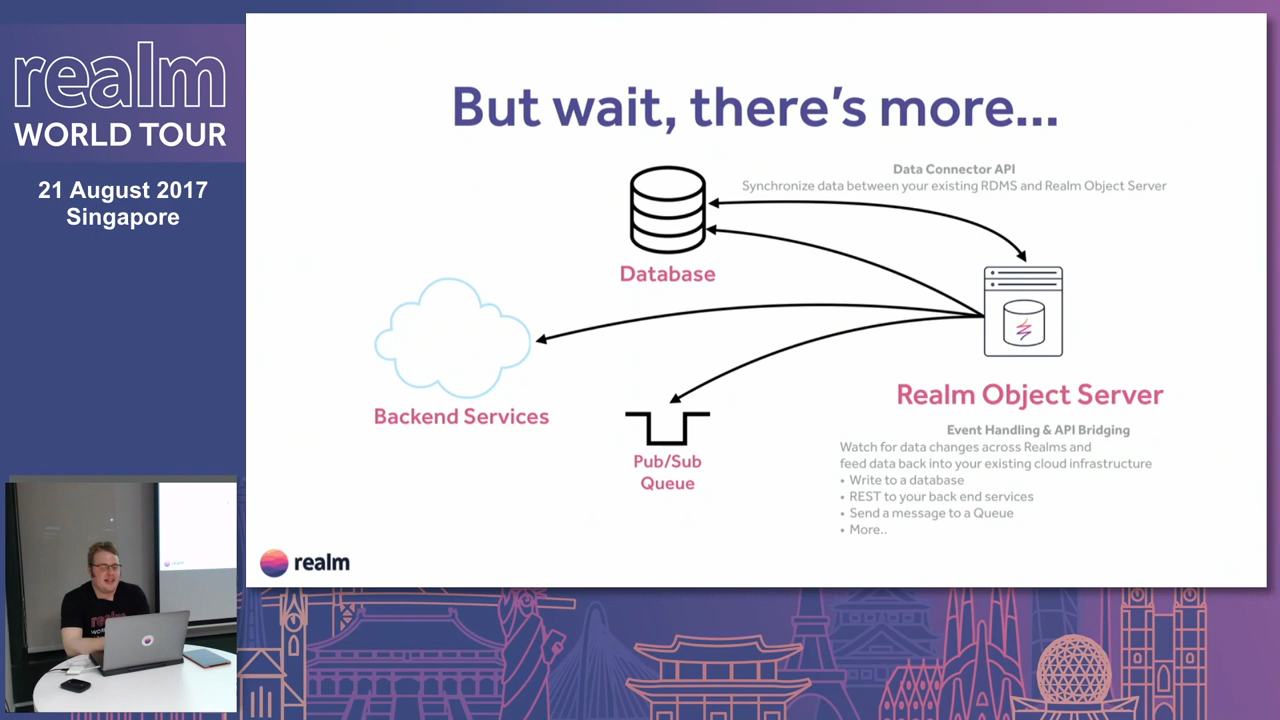 realm
WORLD TOUR
21 August 2017
Singapore
But wait, there's more...
Data Connector API
Synchronize data between your existing RDMS and Realm Object Server
Database
Backend Services
Pub/Sub
Queue
Realm Object Server
Event Handling & API Bridging
Watch for data changes across Realms and
feed data back into your existing cloud infrastructure
• Write to a database
• REST to your back end services
• Send a message to a Queue
• More..
realm
realm